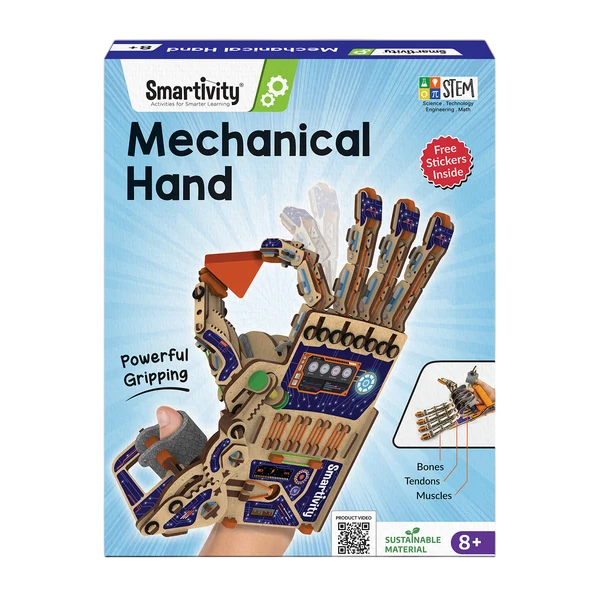 8+
Mechanical Hand
Smartivity
Smartivity®
Activities for Smarter Learning
STEM
π
Science . Technology
Engineering . Math
Mechanical
Hand
Free
Stickers
Inside
Powerful
Gripping
Bones
Tendons
Muscles
Smartivity
PRODUCT VIDEO
SUSTAINABLE
MATERIAL
8+